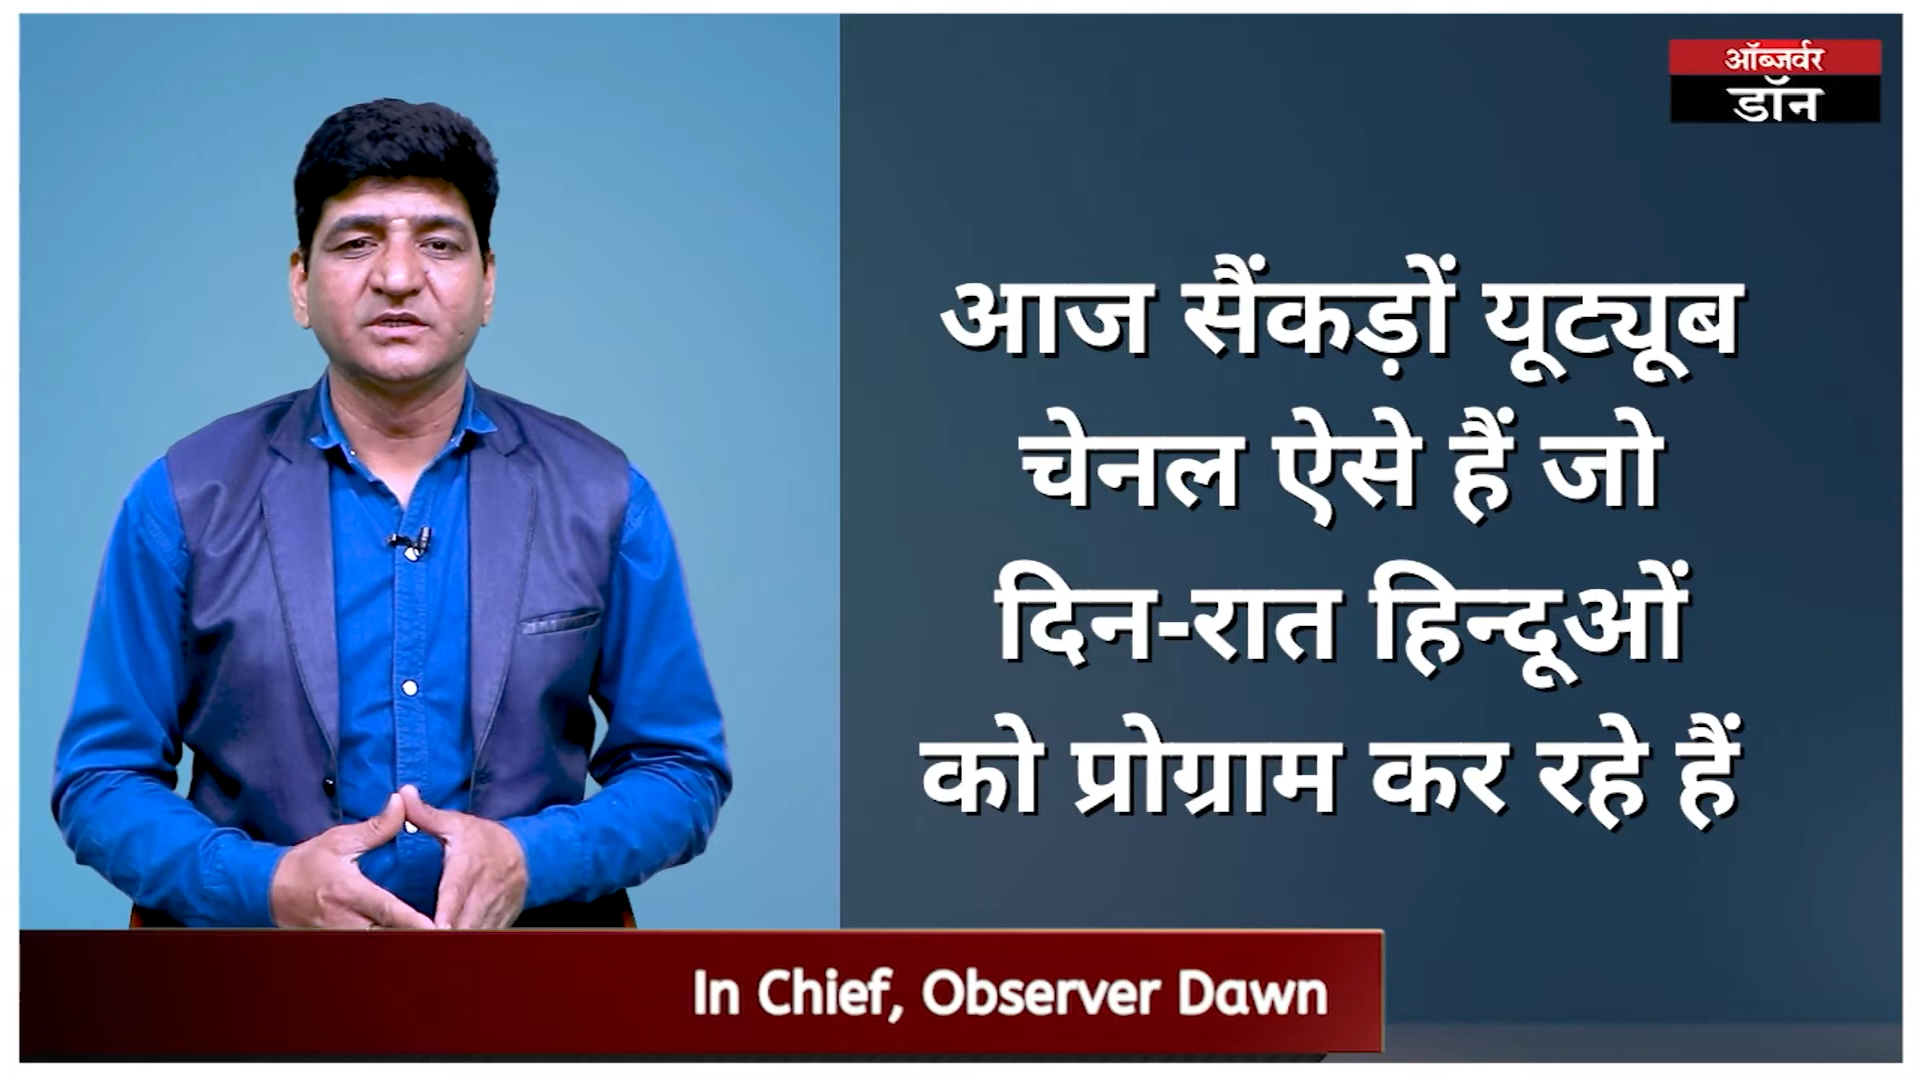 ऑब्जर्वर
डॉन
आज सैंकड़ों यूट्यूब
चेनल ऐसे हैं जो
दिन-रात हिन्दूओं
को प्रोग्राम कर रहे हैं
In Chief, Observer Dawn